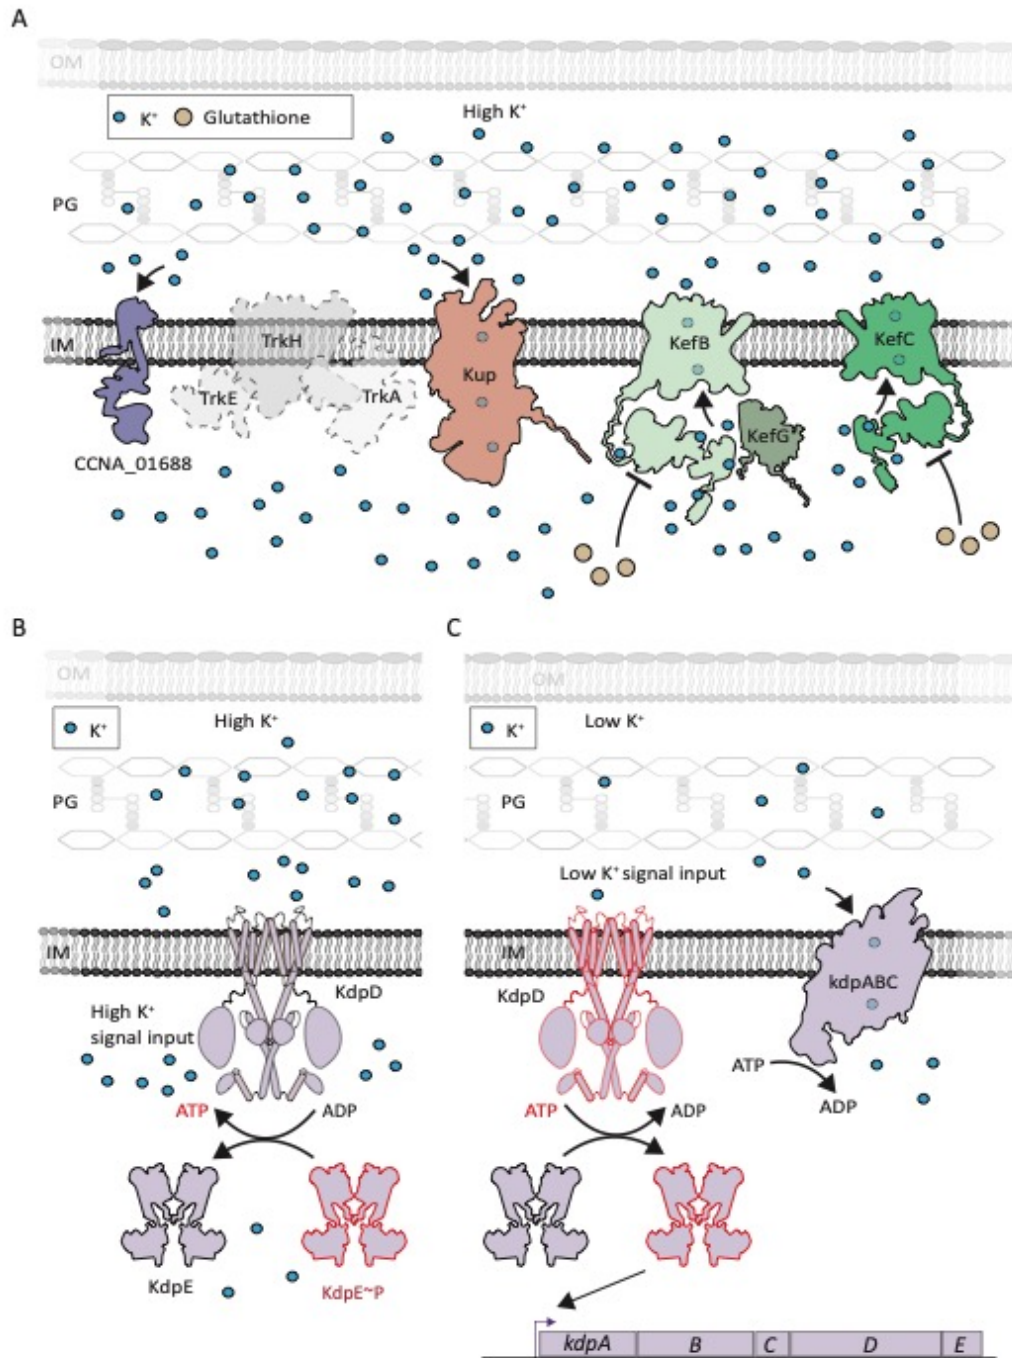 A
OM
K⁺ Glutathione
High K⁺
PG
IM
TrkH
TrkE
TrkA
CCNA_01688
Kup
KefB
KefG
KefC
B
OM
K⁺
High K⁺
PG
IM
KdpD
High K⁺
signal input
ATP
ADP
KdpE
KdpE~P
C
OM
K⁺
Low K⁺
PG
Low K⁺ signal input
IM
KdpD
kdpABC
ATP
ADP
ATP
ADP
kdpA B C D E